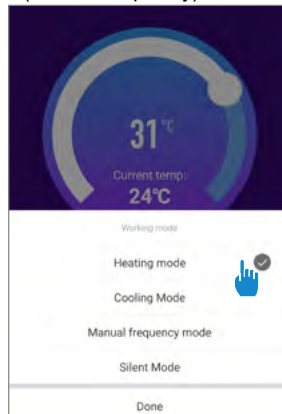 31°C
Current temp:
24°C
Working mode
Heating mode
Cooling Mode
Manual frequency mode
Silent Mode
Done